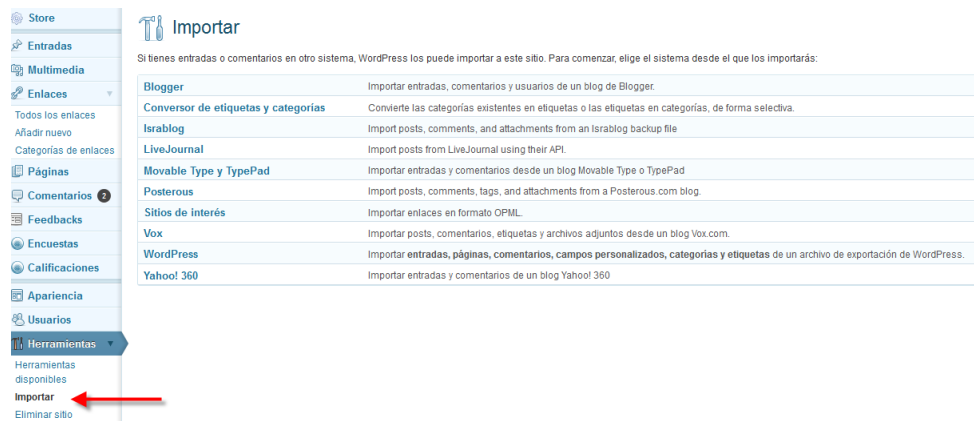 Store
Entradas
Multimedia
Enlaces
Todos los enlaces
Añadir nuevo
Categorías de enlaces
Páginas
Comentarios 2
Feedbacks
Encuestas
Calificaciones
Apariencia
Usuarios
Herramientas
Herramientas
disponibles
Importar
Eliminar sitio
Importar
Si tienes entradas o comentarios en otro sistema, WordPress los puede importar a este sitio. Para comenzar, elige el sistema desde el que los importarás:
Blogger Importar entradas, comentarios y usuarios de un blog de Blogger.
Conversor de etiquetas y categorías Convierte las categorías existentes en etiquetas o las etiquetas en categorías, de forma selectiva.
Israblog Import posts, comments, and attachments from an Israblog backup file
LiveJournal Import posts from LiveJournal using their API.
Movable Type y TypePad Importar entradas y comentarios desde un blog Movable Type o TypePad
Posterous Import posts, comments, tags, and attachments from a Posterous.com blog.
Sitios de interés Importar enlaces en formato OPML.
Vox Importar posts, comentarios, etiquetas y archivos adjuntos desde un blog Vox.com.
WordPress Importar entradas, páginas, comentarios, campos personalizados, categorías y etiquetas de un archivo de exportación de WordPress.
Yahoo! 360 Importar entradas y comentarios de un blog Yahoo! 360